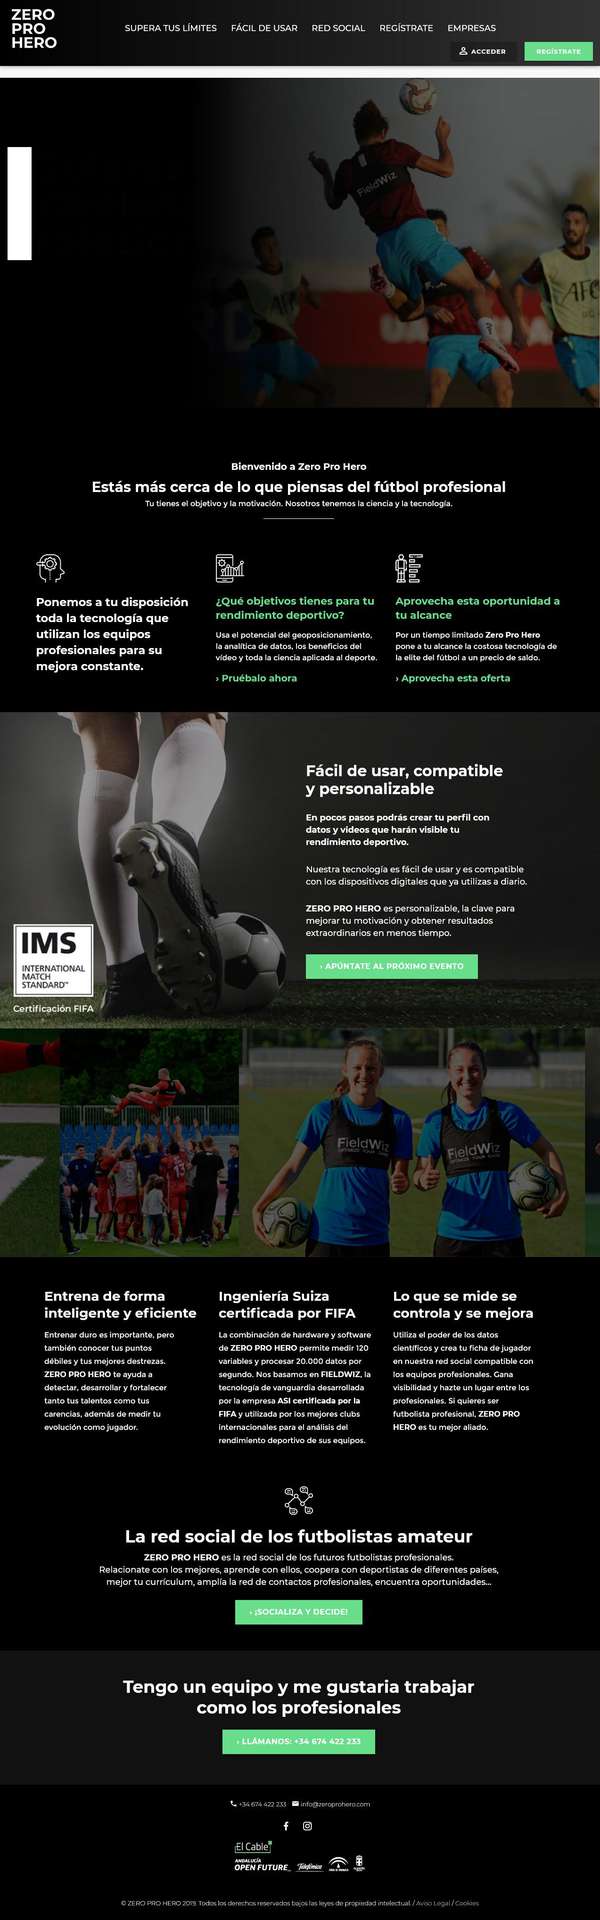 ZERO
PRO
HERO
SUPERA TUS LÍMITES FÁCIL DE USAR RED SOCIAL REGÍSTRATE EMPRESAS
ACCEDER REGÍSTRATE
FieldWiz
AFC
Bienvenido a Zero Pro Hero
Estás más cerca de lo que piensas del fútbol profesional
Tu tienes el objetivo y la motivación. Nosotros tenemos la ciencia y la tecnología.
Ponemos a tu disposición
toda la tecnología que
utilizan los equipos
profesionales para su
mejora constante.
¿Qué objetivos tienes para tu
rendimiento deportivo?
Usa el potencial del geoposicionamiento,
la analítica de datos, los beneficios del
vídeo y toda la ciencia aplicada al deporte.
› Pruébalo ahora
Aprovecha esta oportunidad a
tu alcance
Por un tiempo limitado Zero Pro Hero
pone a tu alcance la costosa tecnología de
la elite del fútbol a un precio de saldo.
› Aprovecha esta oferta
Fácil de usar, compatible
y personalizable
En pocos pasos podrás crear tu perfil con
datos y videos que harán visible tu
rendimiento deportivo.
Nuestra tecnología es fácil de usar y es compatible
con los dispositivos digitales que ya utilizas a diario.
ZERO PRO HERO es personalizable, la clave para
mejorar tu motivación y obtener resultados
extraordinarios en menos tiempo.
› APÚNTATE AL PRÓXIMO EVENTO
IMS
INTERNATIONAL
MATCH
STANDARD™
Certificación FIFA
FieldWiz
FieldWiz
Entrena de forma
inteligente y eficiente
Entrenar duro es importante, pero
también conocer tus puntos
débiles y tus mejores destrezas.
ZERO PRO HERO te ayuda a
detectar, desarrollar y fortalecer
tanto tus talentos como tus
carencias, además de medir tu
evolución como jugador.
Ingeniería Suiza
certificada por FIFA
La combinación de hardware y software
de ZERO PRO HERO permite medir 120
variables y procesar 20.000 datos por
segundo. Nos basamos en FIELDWIZ, la
tecnología de vanguardia desarrollada
por la empresa ASI certificada por la
FIFA y utilizada por los mejores clubs
internacionales para el análisis del
rendimiento deportivo de sus equipos.
Lo que se mide se
controla y se mejora
Utiliza el poder de los datos
científicos y crea tu ficha de jugador
en nuestra red social compatible con
los equipos profesionales. Gana
visibilidad y hazte un lugar entre los
profesionales. Si quieres ser
futbolista profesional, ZERO PRO
HERO es tu mejor aliado.
La red social de los futbolistas amateur
ZERO PRO HERO es la red social de los futuros futbolistas profesionales.
Relacionate con los mejores, aprende con ellos, coopera con deportistas de diferentes países,
mejor tu currículum, amplía la red de contactos profesionales, encuentra oportunidades...
› ¡SOCIALIZA Y DECIDE!
Tengo un equipo y me gustaria trabajar
como los profesionales
› LLÁMANOS: +34 674 422 233
+34 674 422 233 info@zeroprohero.com
El Cable
ANDALUCÍA
OPEN FUTURE_ Telefónica
© ZERO PRO HERO 2019. Todos los derechos reservados bajos las leyes de propiedad intelectual. / Aviso Legal / Cookies